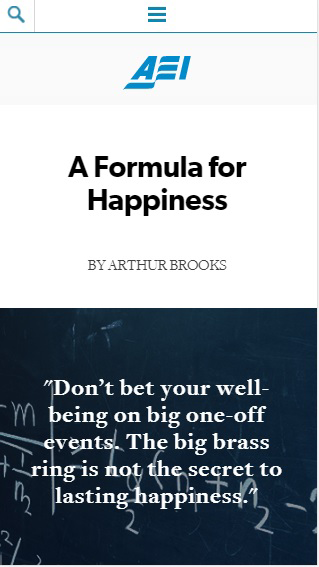 AEI
A Formula for
Happiness
BY ARTHUR BROOKS
"Don't bet your well-
being on big one-off
events. The big brass
ring is not the secret to
lasting happiness."